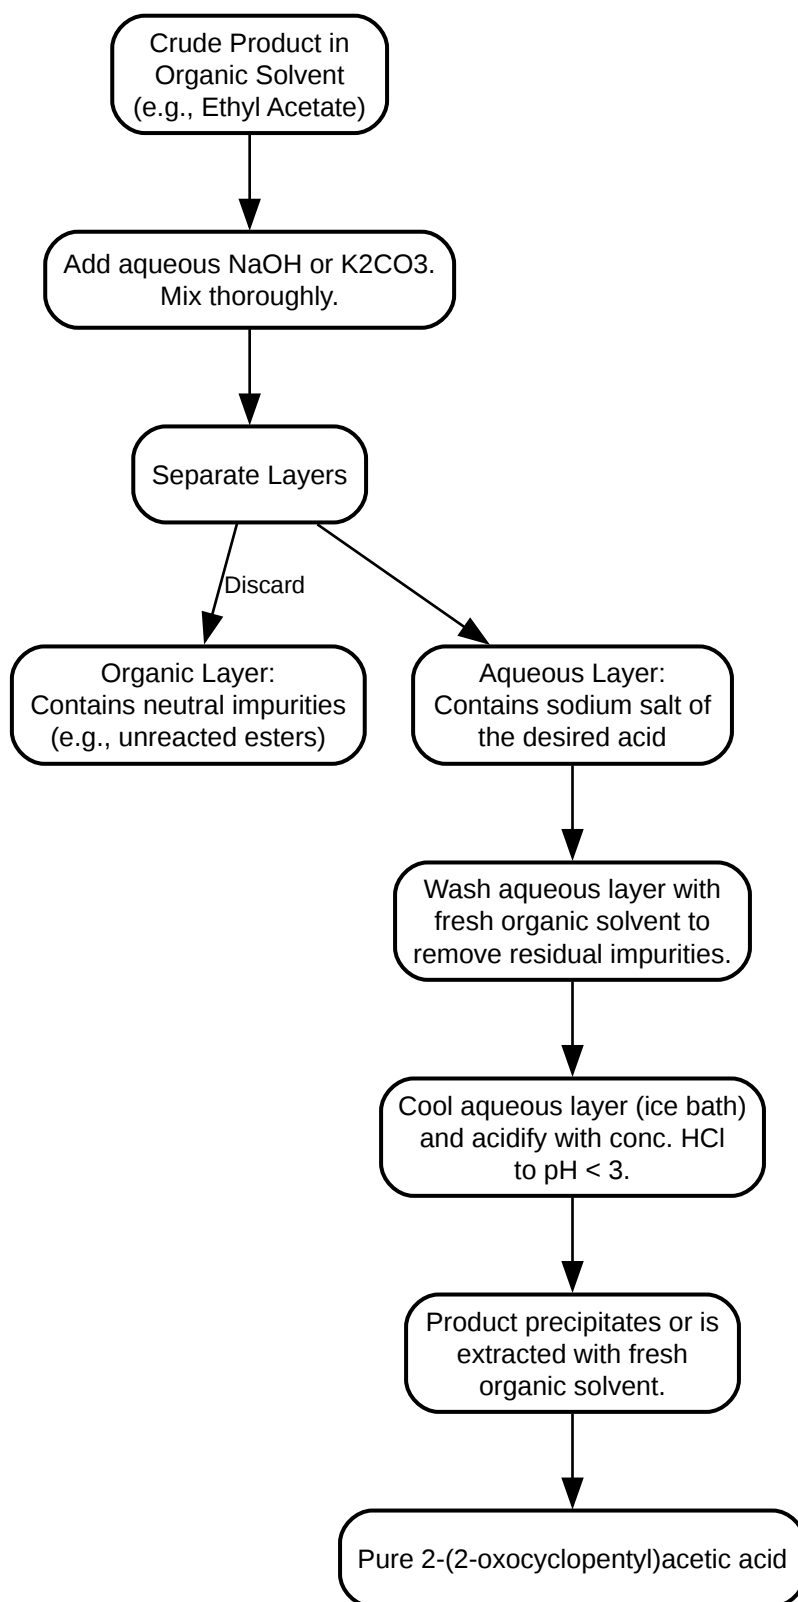 Crude Product in
Organic Solvent
(e.g., Ethyl Acetate)
Add aqueous NaOH or K2CO3.
Mix thoroughly.
Separate Layers
Discard
Organic Layer:
Contains neutral impurities
(e.g., unreacted esters)
Aqueous Layer:
Contains sodium salt of
the desired acid
Wash aqueous layer with
fresh organic solvent to
remove residual impurities.
Cool aqueous layer (ice bath)
and acidify with conc. HCl
to pH < 3.
Product precipitates or is
extracted with fresh
organic solvent.
Pure 2-(2-oxocyclopentyl)acetic acid